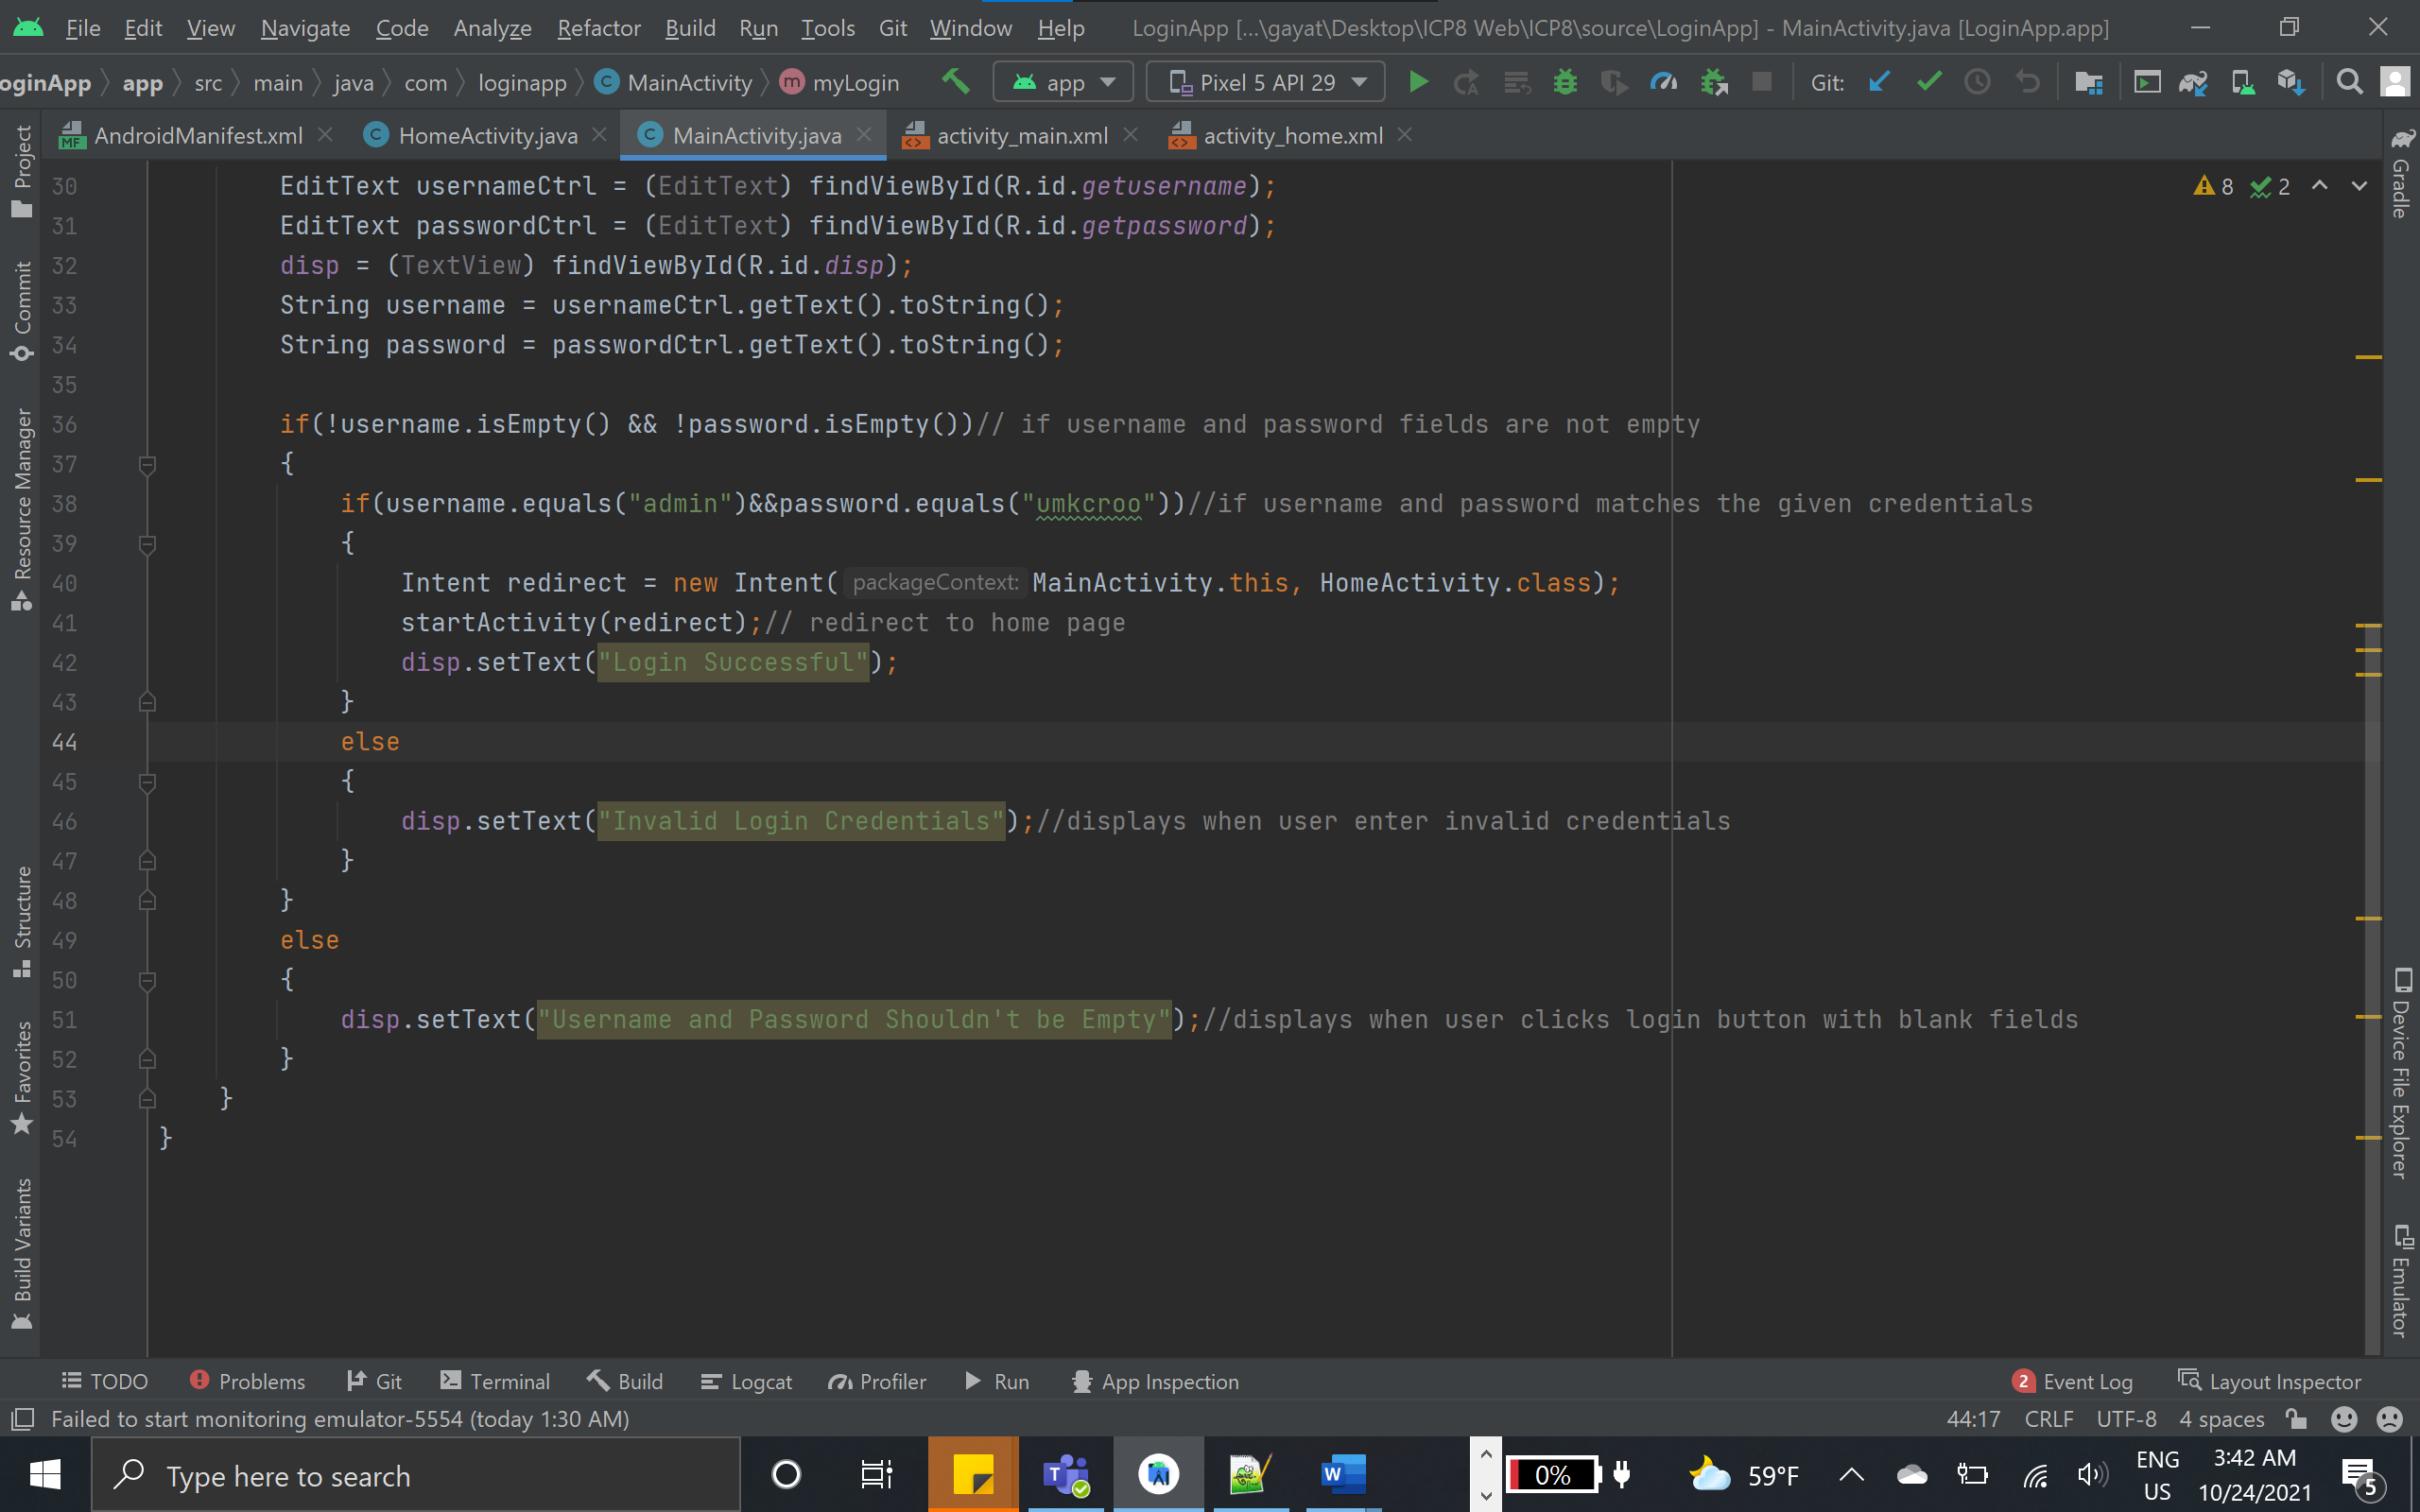 File Edit View Navigate Code Analyze Refactor Build Run Tools Git Window Help LoginApp [...\gayat\Desktop\ICP8 Web\ICP8\source\LoginApp] - MainActivity.java [LoginApp.app]
oginApp app src main java com loginapp C MainActivity m myLogin app Pixel 5 API 29 Git:
MF AndroidManifest.xml C HomeActivity.java C MainActivity.java activity_main.xml activity_home.xml
8 2
30 EditText usernameCtrl = (EditText) findViewById(R.id.getusername);
31 EditText passwordCtrl = (EditText) findViewById(R.id.getpassword);
32 disp = (TextView) findViewById(R.id.disp);
33 String username = usernameCtrl.getText().toString();
34 String password = passwordCtrl.getText().toString();
35
36 if(!username.isEmpty() && !password.isEmpty())// if username and password fields are not empty
37 {
38 if(username.equals("admin")&&password.equals("umkcroo"))//if username and password matches the given credentials
39 {
40 Intent redirect = new Intent( packageContext: MainActivity.this, HomeActivity.class);
41 startActivity(redirect);// redirect to home page
42 disp.setText("Login Successful");
43 }
44 else
45 {
46 disp.setText("Invalid Login Credentials");//displays when user enter invalid credentials
47 }
48 }
49 else
50 {
51 disp.setText("Username and Password Shouldn't be Empty");//displays when user clicks login button with blank fields
52 }
53 }
54 }
Project
Commit
Resource Manager
Structure
Favorites
Build Variants
Gradle
Device File Explorer
Emulator
TODO Problems Git Terminal Build Logcat Profiler Run App Inspection 2 Event Log Layout Inspector
Failed to start monitoring emulator-5554 (today 1:30 AM) 44:17 CRLF UTF-8 4 spaces
Type here to search T W 0% 59°F ENG US 3:42 AM 10/24/2021 5